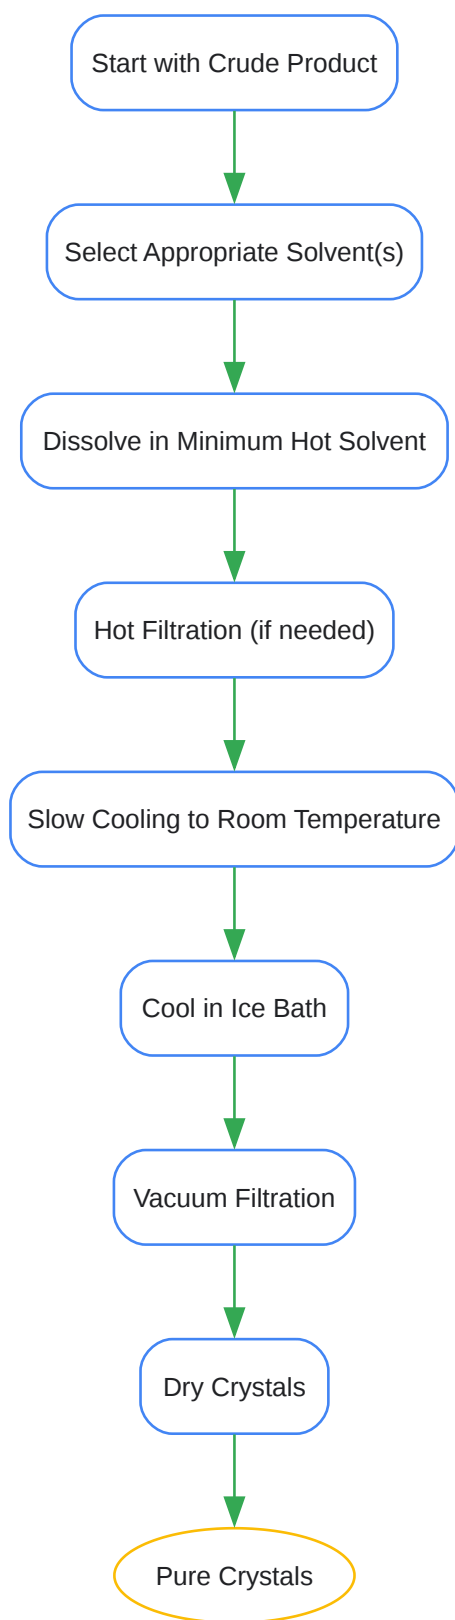 Start with Crude Product
Select Appropriate Solvent(s)
Dissolve in Minimum Hot Solvent
Hot Filtration (if needed)
Slow Cooling to Room Temperature
Cool in Ice Bath
Vacuum Filtration
Dry Crystals
Pure Crystals